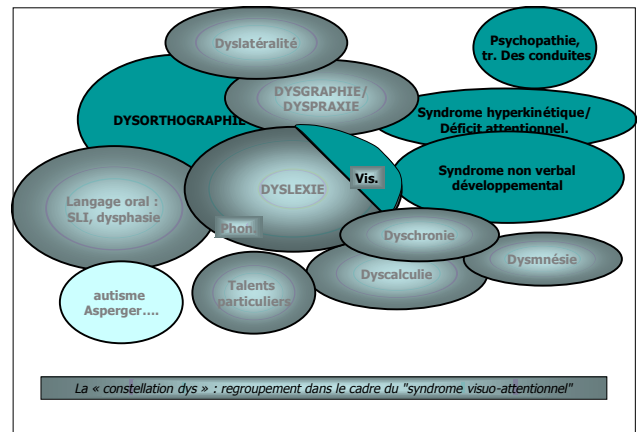 Dyslatéralité
Psychopathie,
tr. Des conduites
DYSGRAPHIE/
DYSPRAXIE
DYSORTHOGRAPHIE
Syndrome hyperkinétique/
Déficit attentionnel.
Syndrome non verbal
développemental
Vis.
DYSLEXIE
Langage oral :
SLI, dysphasie
Phon.
Dyschronie
Dysmnésie
Dyscalculie
Talents
particuliers
autisme
Asperger....
La « constellation dys » : regroupement dans le cadre du "syndrome visuo-attentionnel"